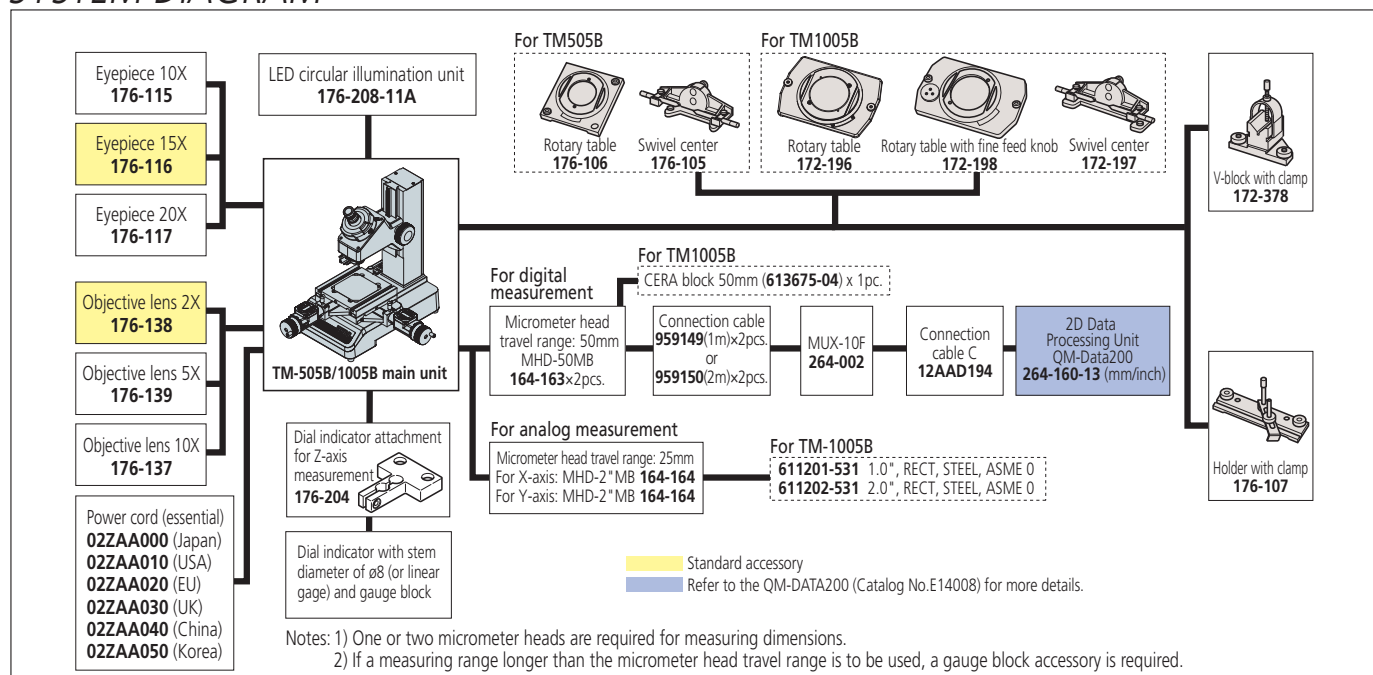 SYSTEM DIAGRAM
Eyepiece 10X
176-115
Eyepiece 15X
176-116
Eyepiece 20X
176-117
Objective lens 2X
176-138
Objective lens 5X
176-139
Objective lens 10X
176-137
Power cord (essential)
02ZAA000 (Japan)
02ZAA010 (USA)
02ZAA020 (EU)
02ZAA030 (UK)
02ZAA040 (China)
02ZAA050 (Korea)
LED circular illumination unit
176-208-11A
TM-505B/1005B main unit
Dial indicator attachment
for Z-axis
measurement
176-204
Dial indicator with stem
diameter of ø8 (or linear
gage) and gauge block
For TM505B
Rotary table
176-106
Swivel center
176-105
For TM1005B
Rotary table
172-196
Rotary table with fine feed knob
172-198
Swivel center
172-197
V-block with clamp
172-378
Holder with clamp
176-107
For digital
measurement
Micrometer head
travel range: 50mm
MHD-50MB
164-163×2pcs.
For TM1005B
CERA block 50mm (613675-04) x 1pc.
Connection cable
959149(1m)×2pcs.
or
959150(2m)×2pcs.
MUX-10F
264-002
Connection
cable C
12AAD194
2D Data
Processing Unit
QM-Data200
264-160-13 (mm/inch)
For analog measurement
Micrometer head travel range: 25mm
For X-axis: MHD-2"MB 164-164
For Y-axis: MHD-2"MB 164-164
For TM-1005B
611201-531 1.0", RECT, STEEL, ASME 0
611202-531 2.0", RECT, STEEL, ASME 0
Standard accessory
Refer to the QM-DATA200 (Catalog No.E14008) for more details.
Notes: 1) One or two micrometer heads are required for measuring dimensions.
2) If a measuring range longer than the micrometer head travel range is to be used, a gauge block accessory is required.